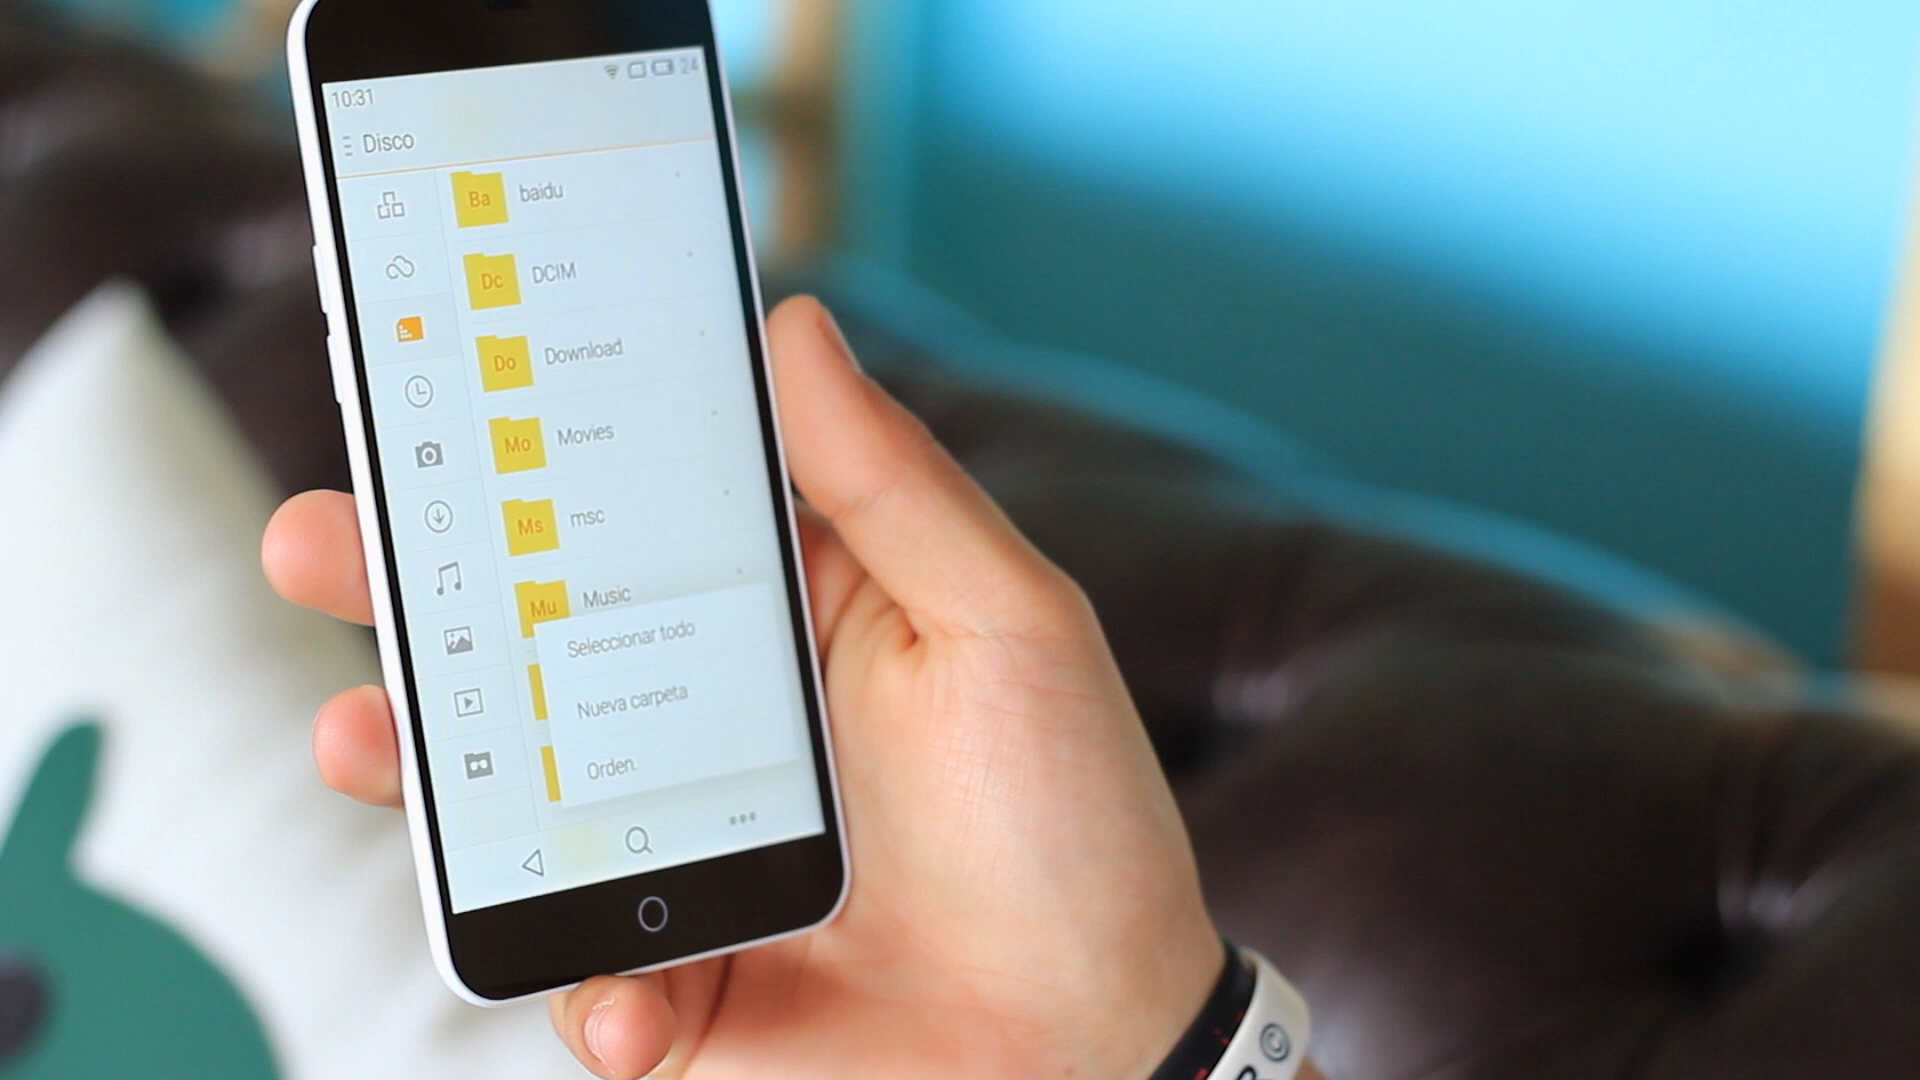 24
10:31
Disco
Ba baidu
Dc DCIM
Do Download
Mo Movies
Ms msc
Mu Music
Seleccionar todo
Nueva carpeta
Orden.
R ©